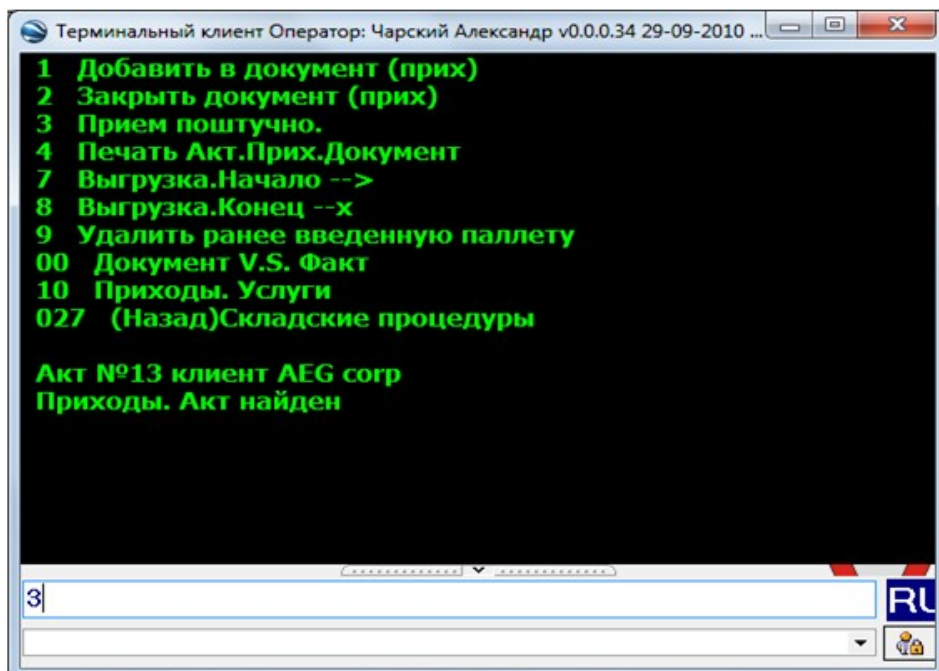 Терминальный клиент Оператор: Чарский Александр v0.0.0.34 29-09-2010 ...
1 Добавить в документ (прих)
2 Закрыть документ (прих)
3 Прием поштучно.
4 Печать Акт.Прих.Документ
7 Выгрузка.Начало -->
8 Выгрузка.Конец --x
9 Удалить ранее введенную паллету
00 Документ V.S. Факт
10 Приходы. Услуги
027 (Назад)Складские процедуры
Акт №13 клиент AEG corp
Приходы. Акт найден
3
RU